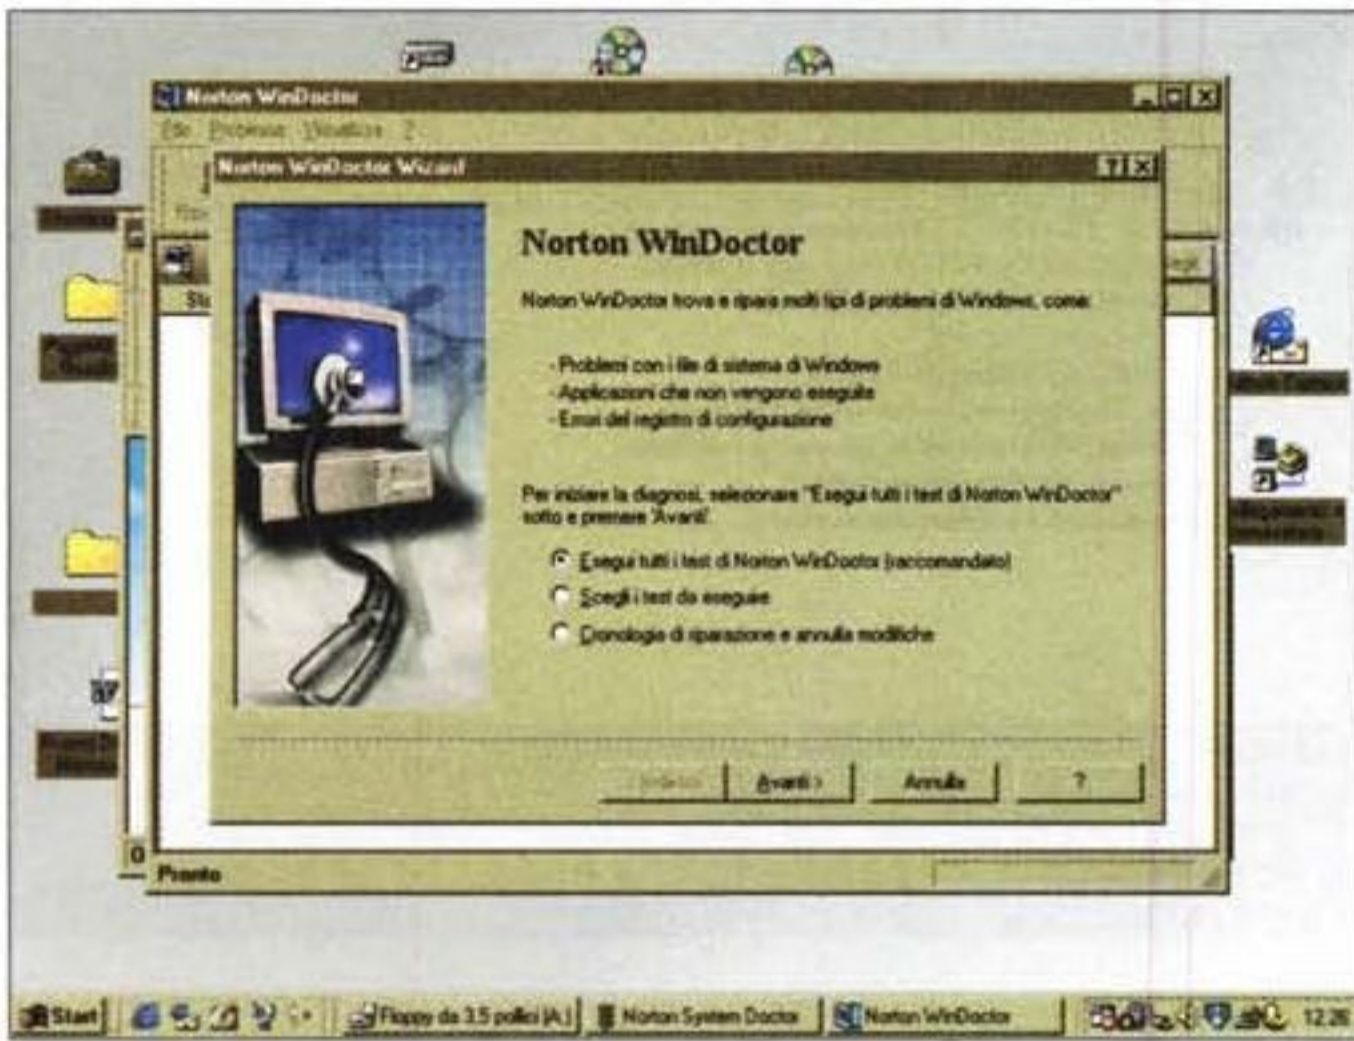 Norton WinDoctor
File Problema Visualizza ?
Norton WinDoctor Wizard
Norton WinDoctor
Norton WinDoctor trova e ripara molti tipi di problemi di Windows, come:
- Problemi con i file di sistema di Windows
- Applicazioni che non vengono eseguite
- Errori del registro di configurazione
Per iniziare la diagnosi, selezionare "Esegui tutti i test di Norton WinDoctor"
sotto e premere 'Avanti'.
Esegui tutti i test di Norton WinDoctor (raccomandato)
Scegli i test da eseguire
Cronologia di riparazione e annulla modifiche
Avanti >
Annulla
?
Pronto
Start
Floppy da 3.5 pollici (A:)
Norton System Doctor
Norton WinDoctor
12.26